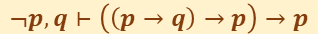 ¬p, q ⊢ ((p → q) → p) → p